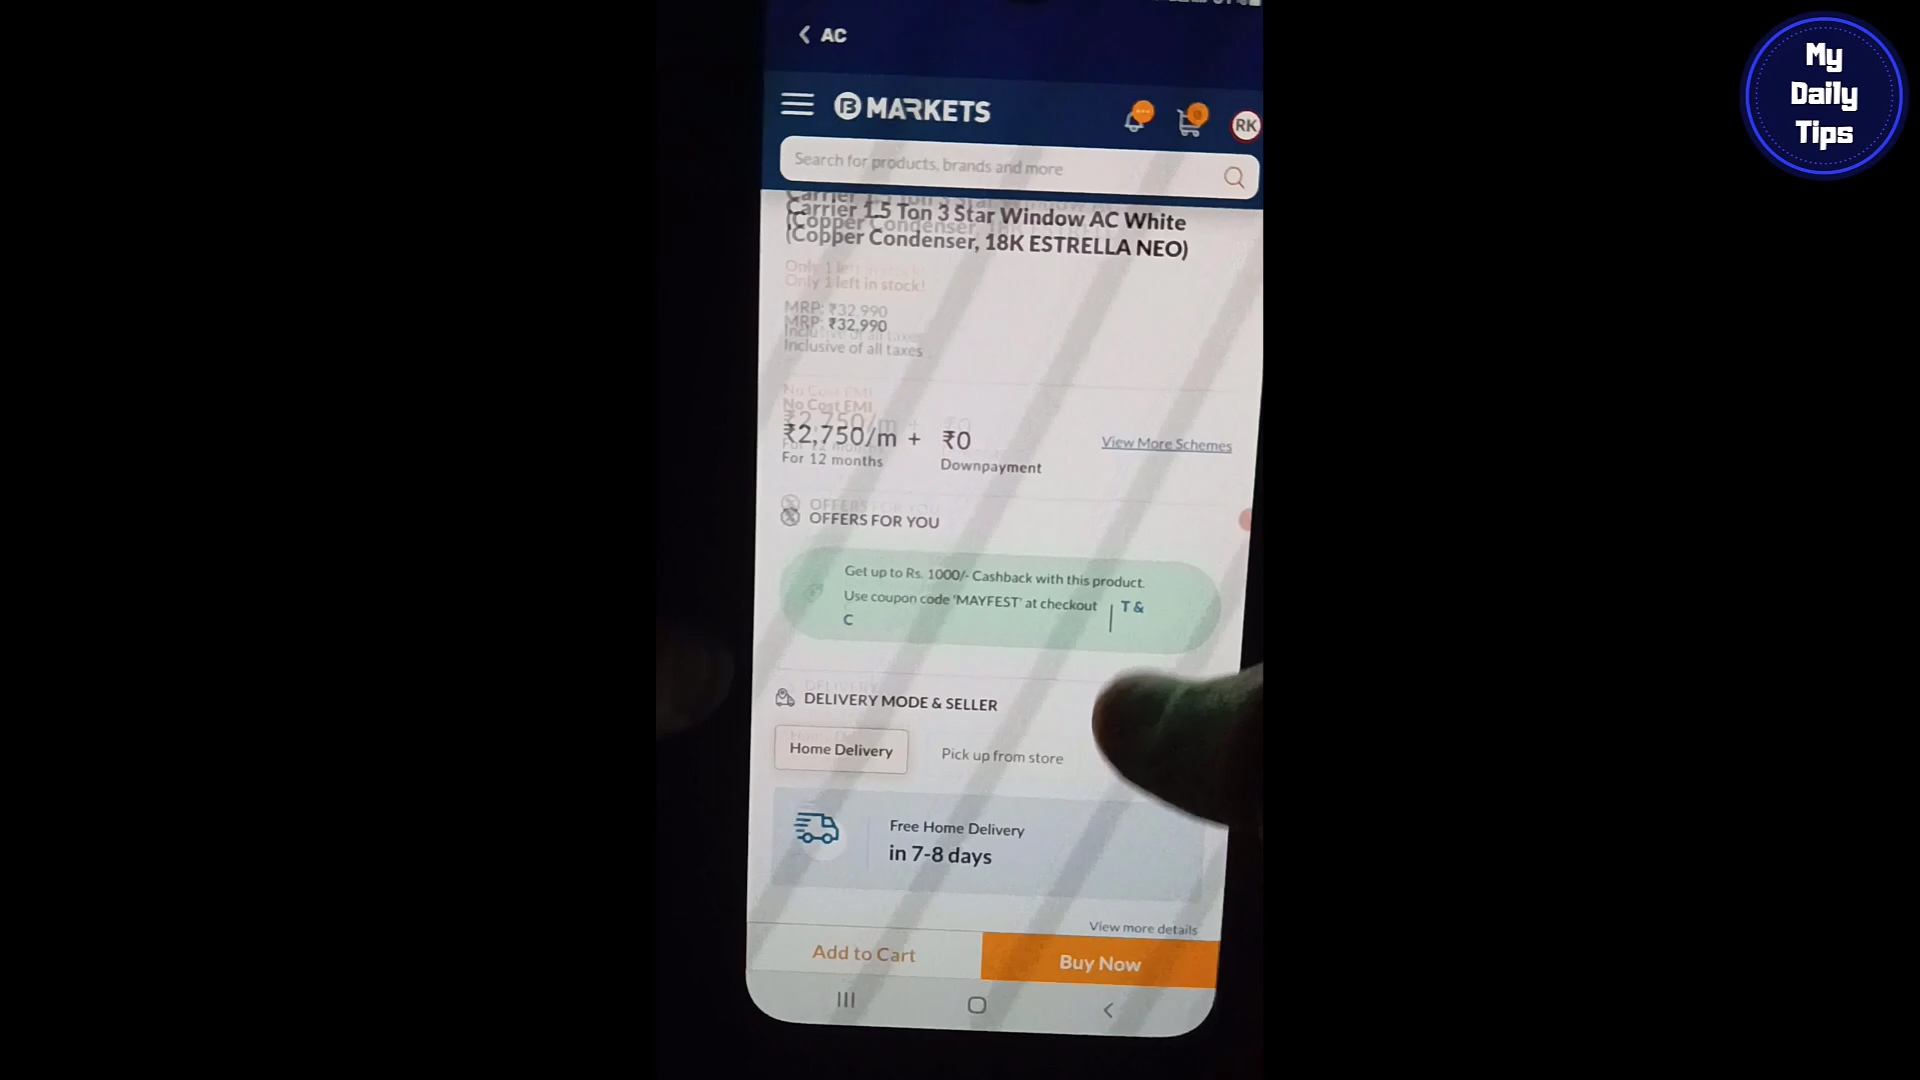 AC
MARKETS
RK
Search for products, brands and more
Carrier 1.5 Ton 3 Star Window AC White
(Copper Condenser, 18K ESTRELLA NEO)
Only 1 left in stock!
MRP: ₹32,990
Inclusive of all taxes
No Cost EMI
₹2,750/m + ₹0
View More Schemes
For 12 months
Downpayment
OFFERS FOR YOU
Get up to Rs. 1000/- Cashback with this product.
Use coupon code 'MAYFEST' at checkout | T &
C
DELIVERY MODE & SELLER
Home Delivery
Pick up from store
Free Home Delivery
in 7-8 days
View more details
Add to Cart
Buy Now
My
Daily
Tips